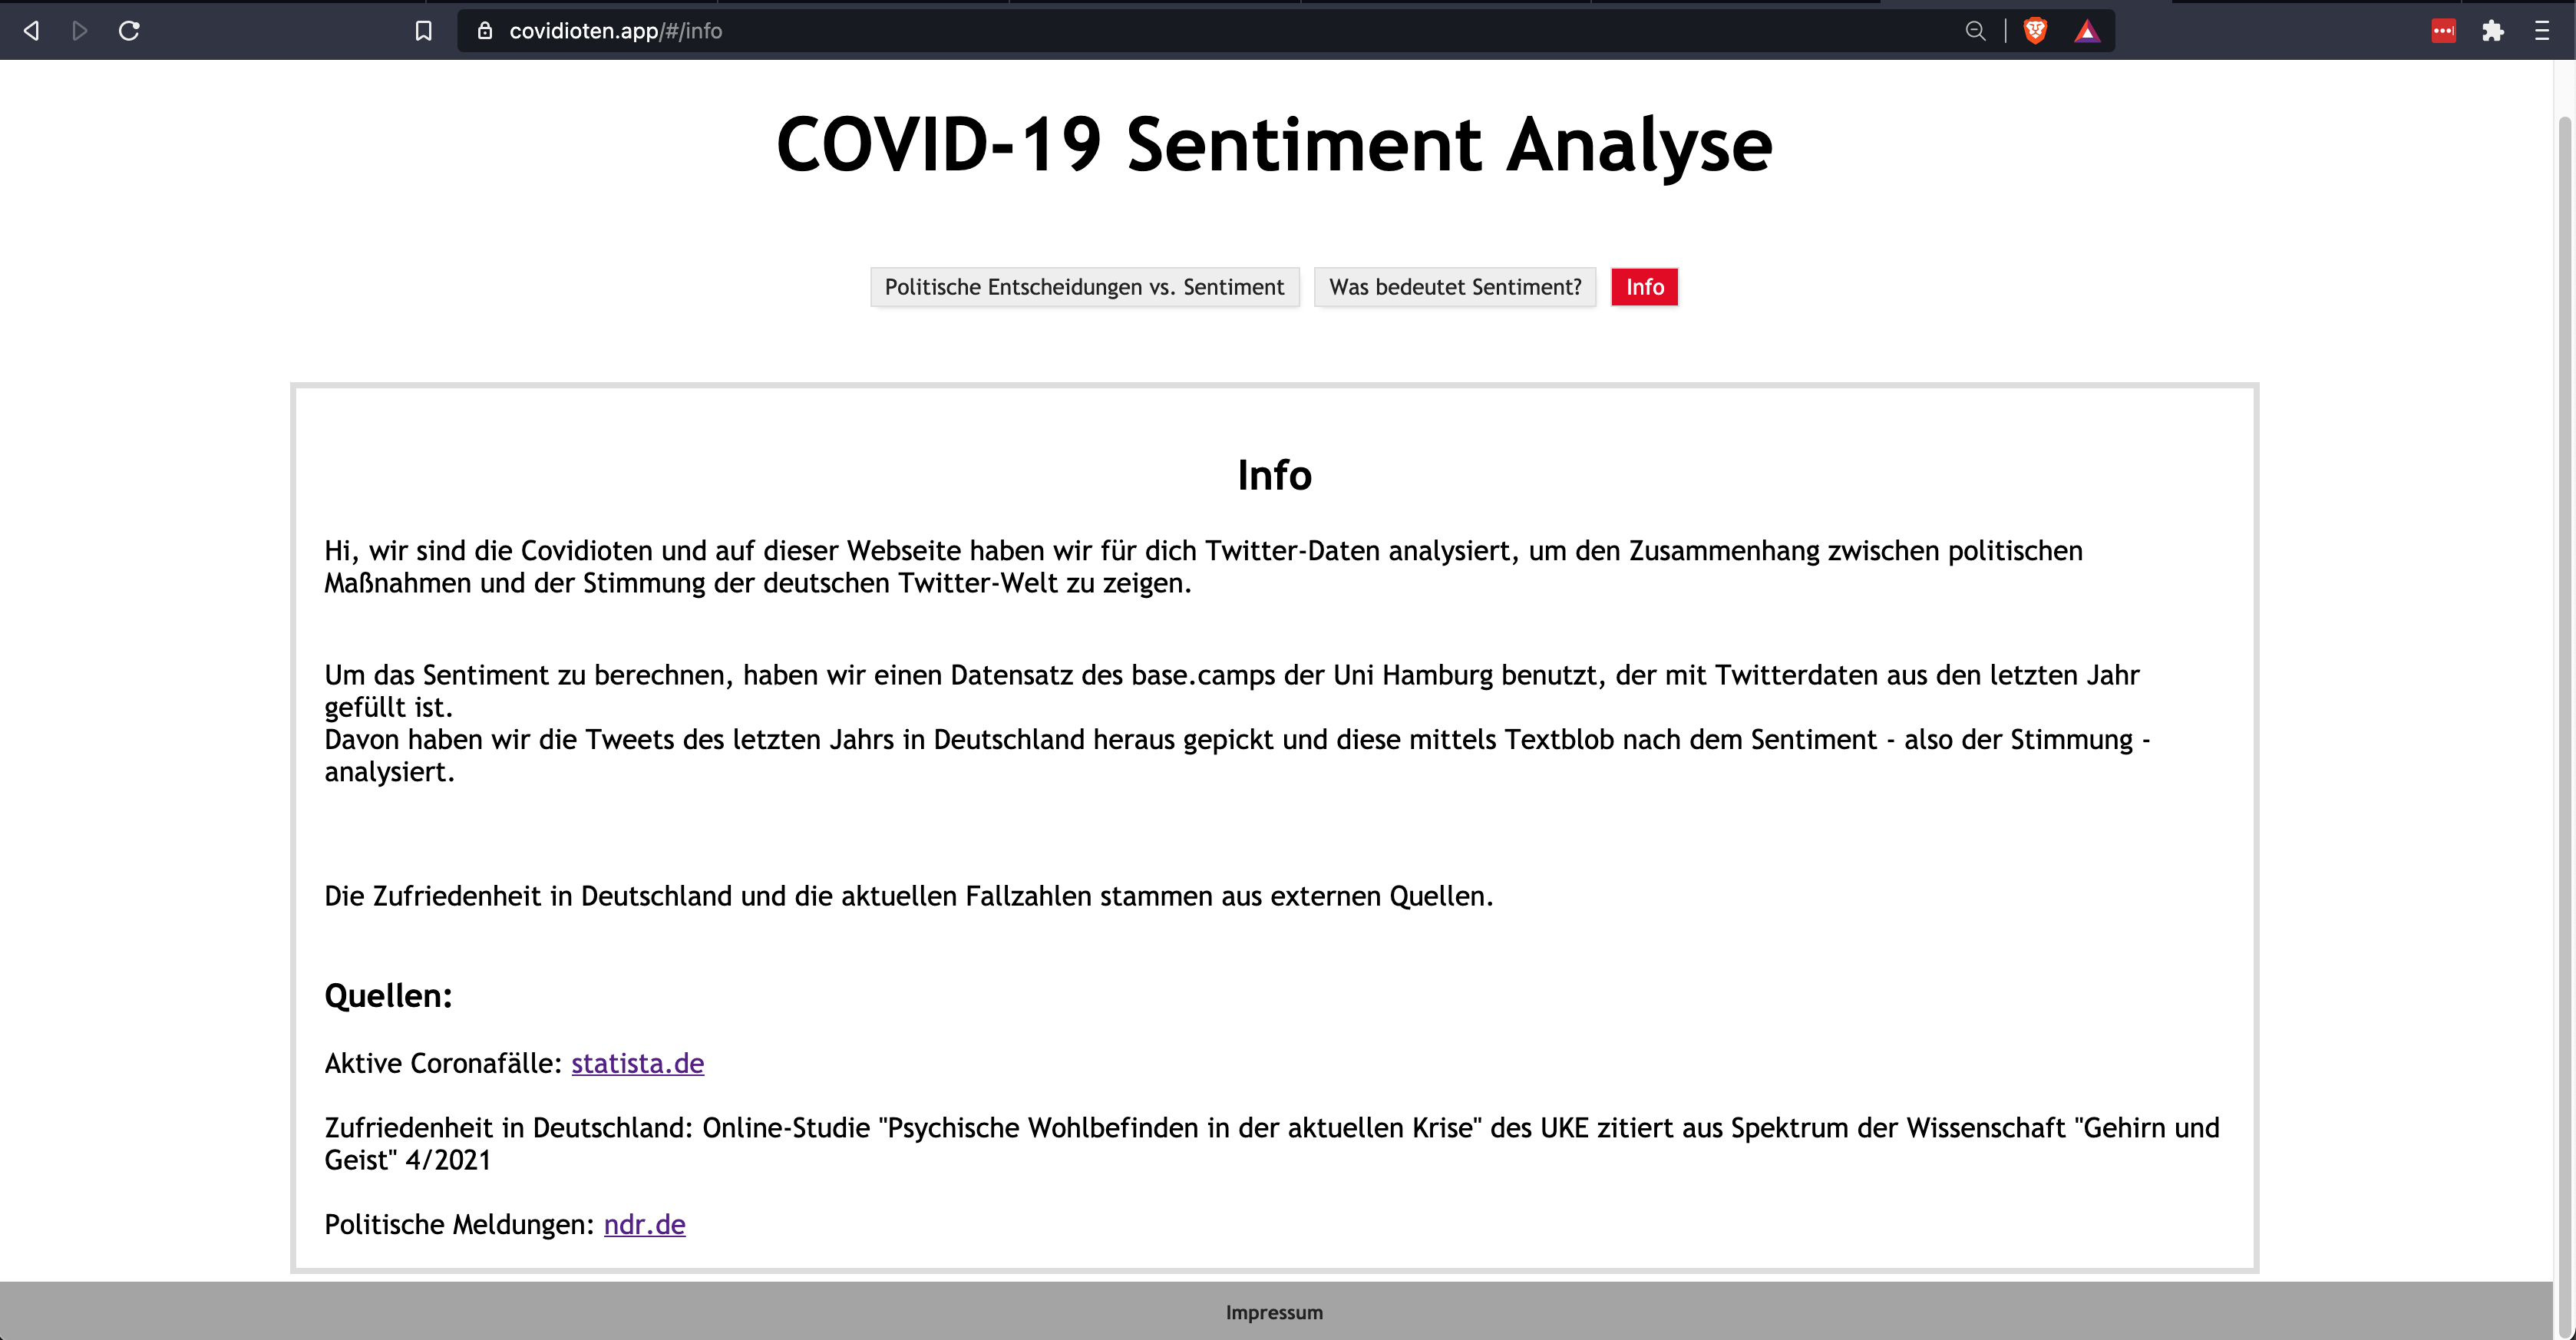 covidioten.app/#/info
COVID-19 Sentiment Analyse
Politische Entscheidungen vs. Sentiment
Was bedeutet Sentiment?
Info
Info
Hi, wir sind die Covidioten und auf dieser Webseite haben wir für dich Twitter-Daten analysiert, um den Zusammenhang zwischen politischen
Maßnahmen und der Stimmung der deutschen Twitter-Welt zu zeigen.
Um das Sentiment zu berechnen, haben wir einen Datensatz des base.camps der Uni Hamburg benutzt, der mit Twitterdaten aus den letzten Jahr
gefüllt ist.
Davon haben wir die Tweets des letzten Jahrs in Deutschland heraus gepickt und diese mittels Textblob nach dem Sentiment - also der Stimmung -
analysiert.
Die Zufriedenheit in Deutschland und die aktuellen Fallzahlen stammen aus externen Quellen.
Quellen:
Aktive Coronafälle: statista.de
Zufriedenheit in Deutschland: Online-Studie "Psychische Wohlbefinden in der aktuellen Krise" des UKE zitiert aus Spektrum der Wissenschaft "Gehirn und
Geist" 4/2021
Politische Meldungen: ndr.de
Impressum